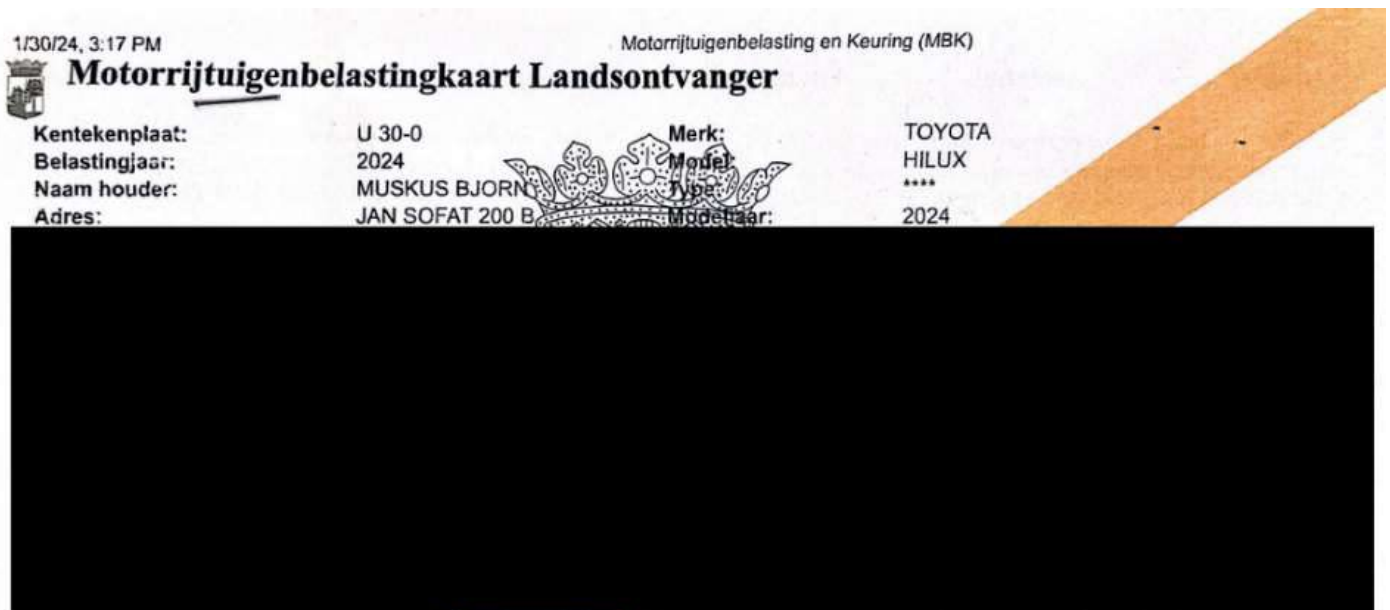 1/30/24, 3:17 PM Motorrijtuigenbelasting en Keuring (MBK)
Motorrijtuigenbelastingkaart Landsontvanger
Kentekenplaat: U 30-0 Merk: TOYOTA
Belastingjaar: 2024 Model: HILUX
Naam houder: MUSKUS BJORN Type: ****
Adres: JAN SOFAT 200 B Modeljaar: 2024